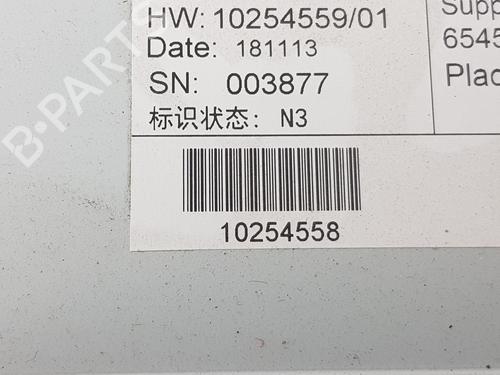 HW: 10254559/01
Date: 181113
SN: 003877
标识状态: N3
Supp
6545
Plac
10254558
B-PARTS